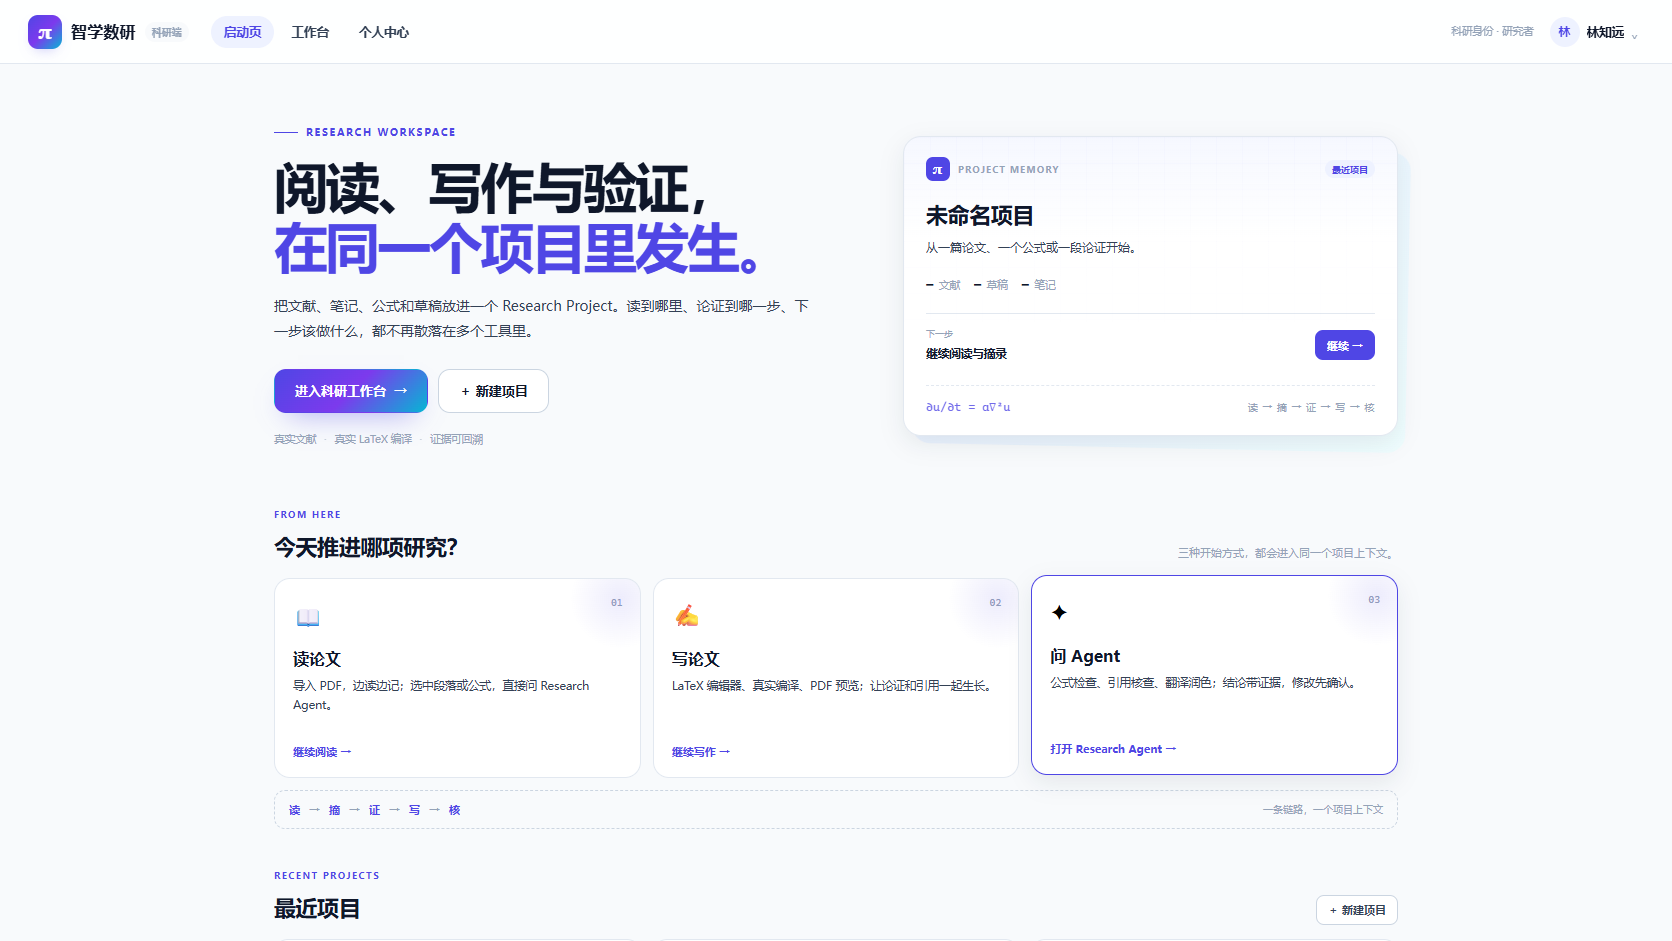 π 智学数研 科研端 启动页 工作台 个人中心 科研身份 · 研究者 林 林知远
RESEARCH WORKSPACE
阅读、写作与验证，
在同一个项目里发生。
把文献、笔记、公式和草稿放进一个 Research Project。读到哪里、论证到哪一步、下
一步该做什么，都不再散落在多个工具里。
进入科研工作台 → + 新建项目
真实文献 · 真实 LaTeX 编译 · 证据可回溯
π PROJECT MEMORY 最近项目
未命名项目
从一篇论文、一个公式或一段论证开始。
– 文献 – 草稿 – 笔记
下一步
继续阅读与摘录
继续 →
∂u/∂t = α∇²u 读 → 摘 → 证 → 写 → 核
FROM HERE
今天推进哪项研究？
三种开始方式，都会进入同一个项目上下文。
01
读论文
导入 PDF，边读边记；选中段落或公式，直接问 Research
Agent。
继续阅读 →
02
写论文
LaTeX 编辑器、真实编译、PDF 预览；让论证和引用一起生长。
继续写作 →
03
问 Agent
公式检查、引用核查、翻译润色；结论带证据，修改先确认。
打开 Research Agent →
读 → 摘 → 证 → 写 → 核 一条链路，一个项目上下文
RECENT PROJECTS
最近项目
+ 新建项目